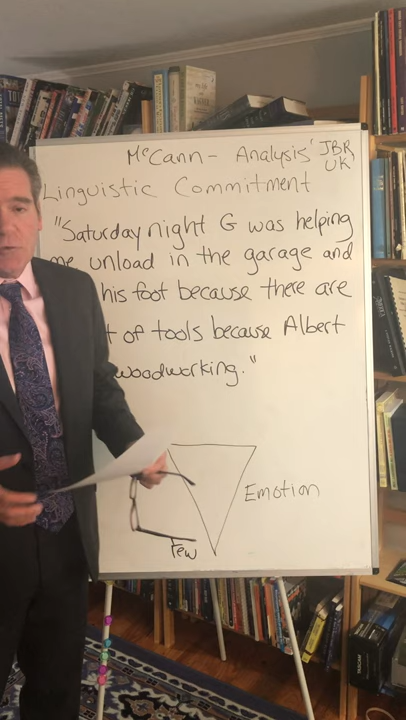 McCann - Analysis' JBR
UK
Linguistic Commitment
"Saturday night G was helping
me unload in the garage and
his foot because there are
of tools because Albert
woodworking."
Emotion
Few